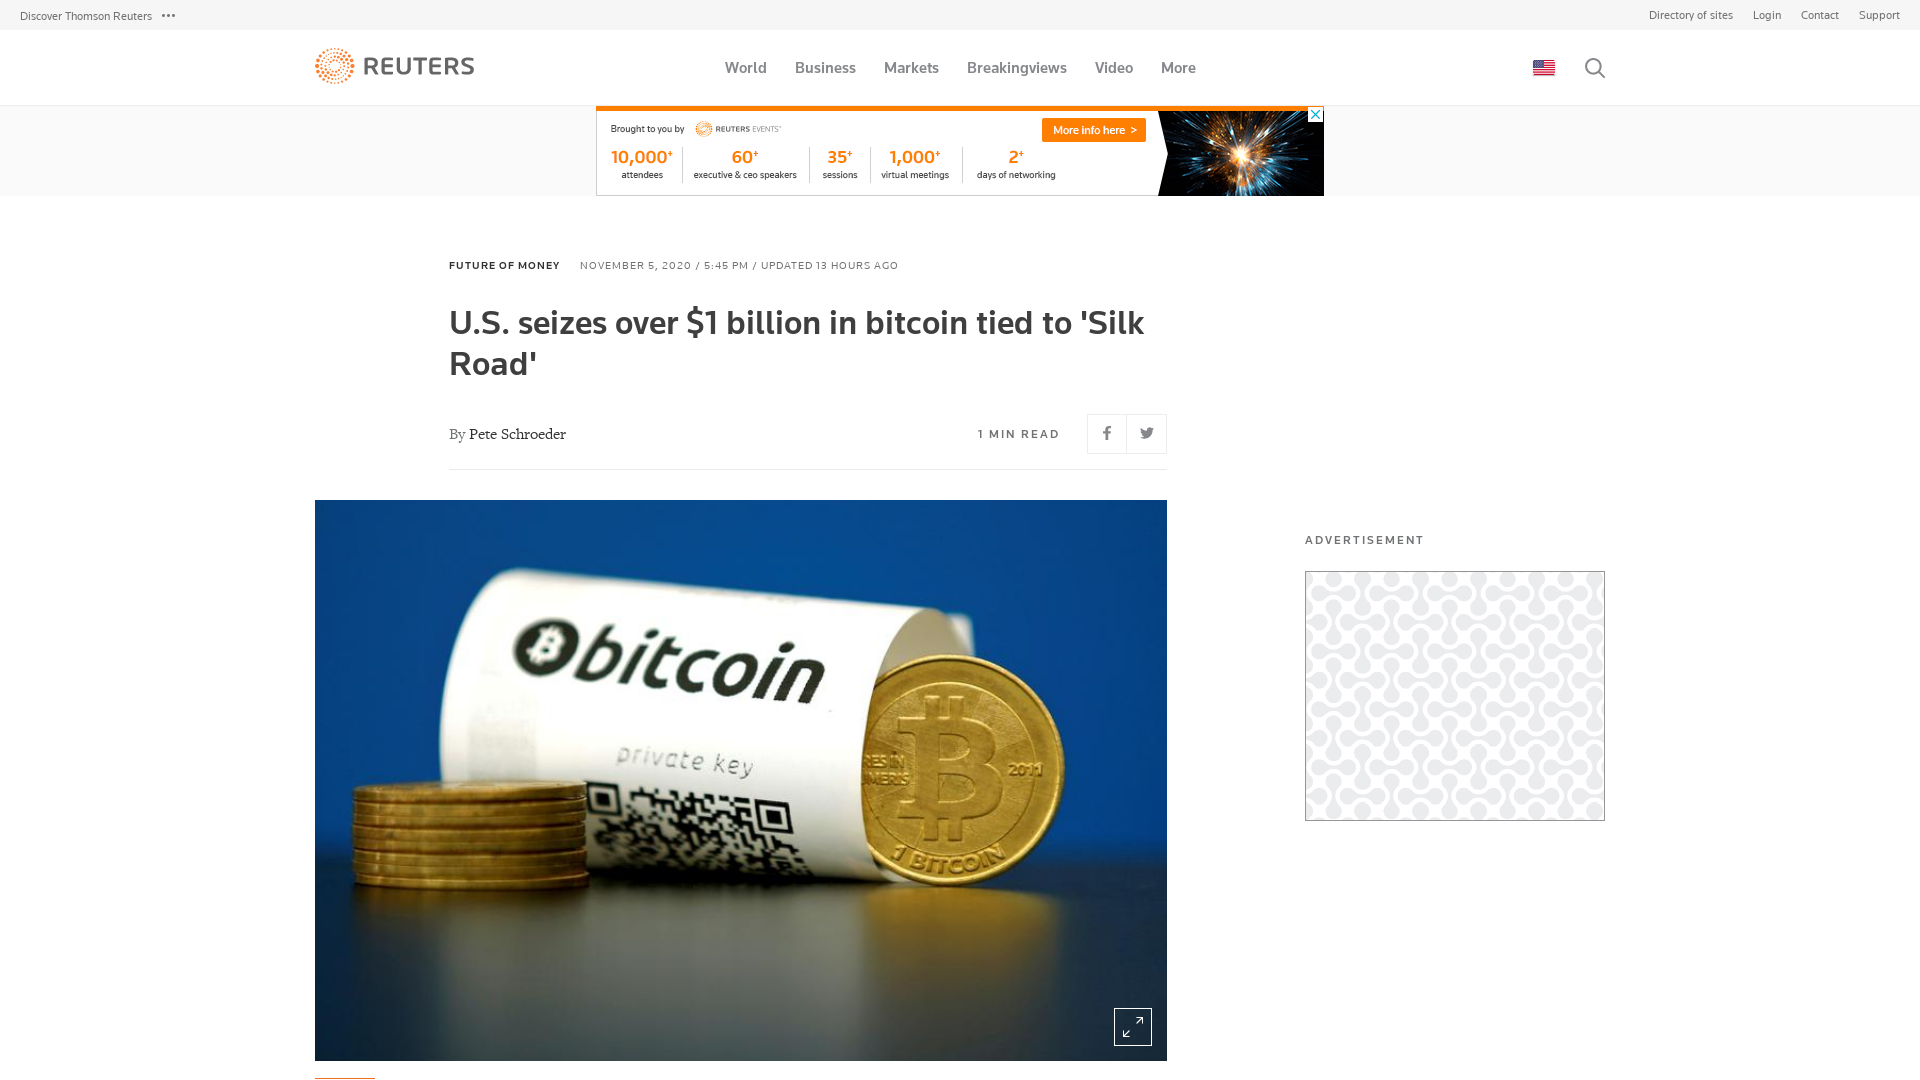 Discover Thomson Reuters
Directory of sites Login Contact Support
REUTERS
World Business Markets Breakingviews Video More
Brought to you by REUTERS EVENTS
More info here >
10,000+ 60+ 35+ 1,000+ 2+
attendees executive & ceo speakers sessions virtual meetings days of networking
FUTURE OF MONEY NOVEMBER 5, 2020 / 5:45 PM / UPDATED 13 HOURS AGO
U.S. seizes over $1 billion in bitcoin tied to 'Silk
Road'
By Pete Schroeder
1 MIN READ
ADVERTISEMENT
bitcoin
private key
RES IN
2011
1 BITCOIN